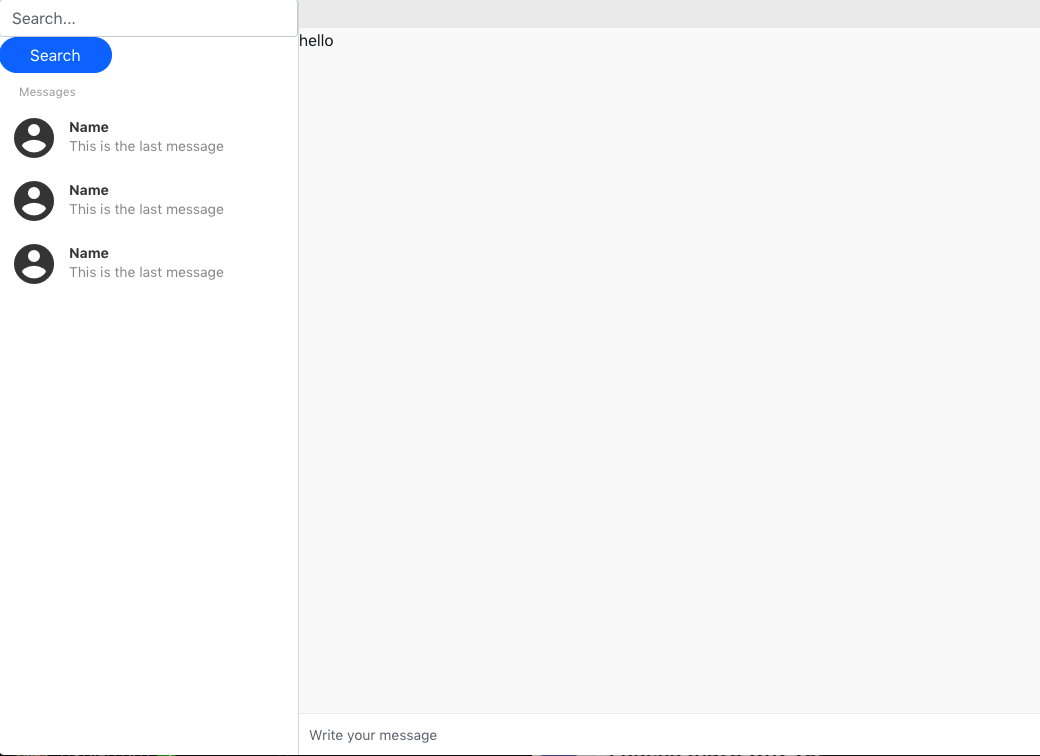 Search...
Search
Messages
Name
This is the last message
Name
This is the last message
Name
This is the last message
hello
Write your message